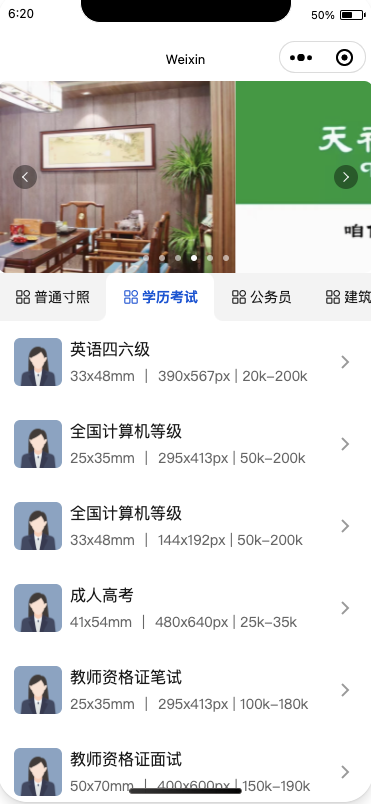 6:20
50%
Weixin
普通寸照
学历考试
公务员
建筑
英语四六级
33x48mm | 390x567px | 20k-200k
全国计算机等级
25x35mm | 295x413px | 50k-200k
全国计算机等级
33x48mm | 144x192px | 50k-200k
成人高考
41x54mm | 480x640px | 25k-35k
教师资格证笔试
25x35mm | 295x413px | 100k-180k
教师资格证面试
50x70mm | 400x600px | 150k-190k